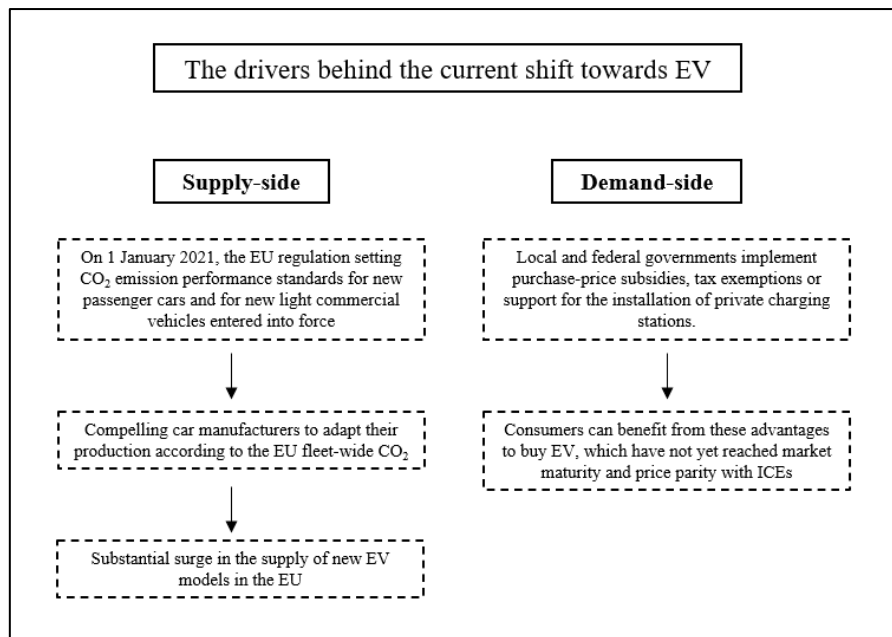 The drivers behind the current shift towards EV
Supply-side
On 1 January 2021, the EU regulation setting
CO₂ emission performance standards for new
passenger cars and for new light commercial
vehicles entered into force
Compelling car manufacturers to adapt their
production according to the EU fleet-wide CO₂
Substantial surge in the supply of new EV
models in the EU
Demand-side
Local and federal governments implement
purchase-price subsidies, tax exemptions or
support for the installation of private charging
stations.
Consumers can benefit from these advantages
to buy EV, which have not yet reached market
maturity and price parity with ICEs